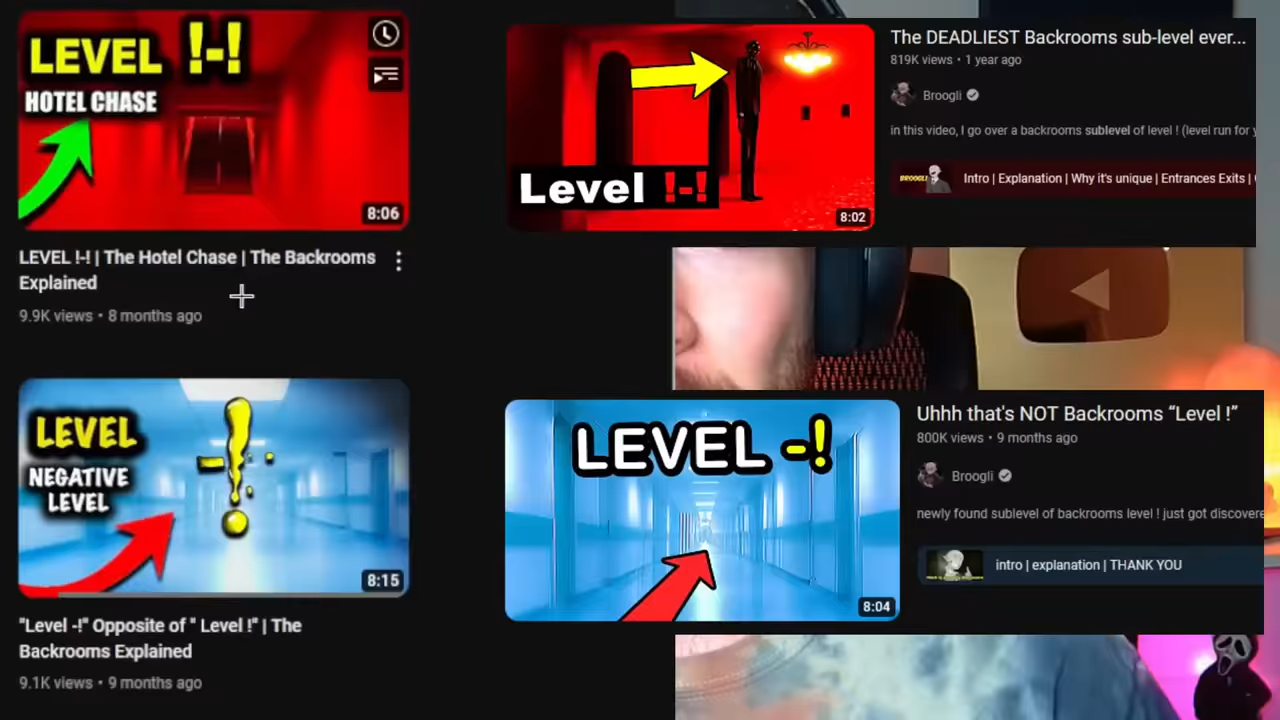 LEVEL !-!
HOTEL CHASE
8:06
LEVEL !-! | The Hotel Chase | The Backrooms
Explained
9.9K views • 8 months ago
Level !-!
8:02
The DEADLIEST Backrooms sub-level ever...
819K views • 1 year ago
Broogli
in this video, I go over a backrooms sublevel of level ! (level run for
BROOGLI
Intro | Explanation | Why it's unique | Entrances Exits |
LEVEL -!
NEGATIVE
LEVEL
8:15
"Level -!" Opposite of " Level !" | The
Backrooms Explained
9.1K views • 9 months ago
LEVEL -!
8:04
Uhhh that's NOT Backrooms “Level !”
800K views • 9 months ago
Broogli
newly found sublevel of backrooms level ! just got discovere
intro | explanation | THANK YOU